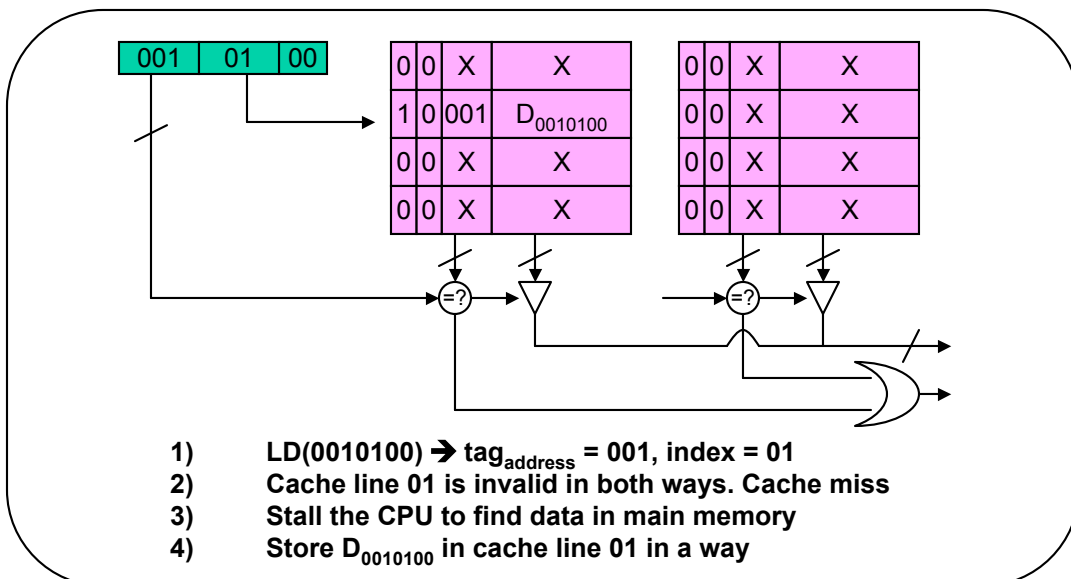 001 01 00
0 0 X X
1 0 001 D0010100
0 0 X X
0 0 X X
0 0 X X
0 0 X X
0 0 X X
0 0 X X
=?
=?
1) LD(0010100) ➔ tagaddress = 001, index = 01
2) Cache line 01 is invalid in both ways. Cache miss
3) Stall the CPU to find data in main memory
4) Store D0010100 in cache line 01 in a way